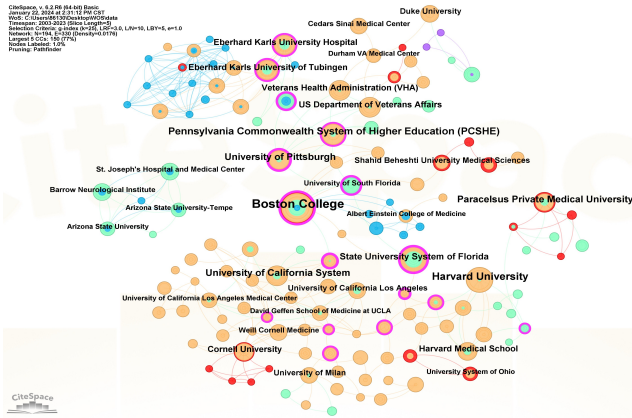 CiteSpace, v. 6.2.R6 (64-bit) Basic
January 22, 2024 at 2:31:12 PM CST
WoS: C:\Users\86130\Desktop\WOS\data
Timespan: 2003-2023 (Slice Length=5)
Selection Criteria: g-index (k=25), LRF=3.0, L/N=10, LBY=5, e=1.0
Network: N=194, E=330 (Density=0.0176)
Largest 5 CCs: 150 (77%)
Nodes Labeled: 1.0%
Pruning: Pathfinder
Duke University
Cedars Sinai Medical Center
Eberhard Karls University Hospital
Durham VA Medical Center
Eberhard Karls University of Tubingen
Veterans Health Administration (VHA)
US Department of Veterans Affairs
Pennsylvania Commonwealth System of Higher Education (PCSHE)
University of Pittsburgh
Shahid Beheshti University Medical Sciences
St. Joseph's Hospital and Medical Center
University of South Florida
Barrow Neurological Institute
Paracelsus Private Medical University
Boston College
Arizona State University-Tempe
Albert Einstein College of Medicine
Arizona State University
State University System of Florida
University of California System
Harvard University
University of California Los Angeles
University of California Los Angeles Medical Center
David Geffen School of Medicine at UCLA
Weill Cornell Medicine
Cornell University
Harvard Medical School
University of Milan
University System of Ohio
CiteSpace